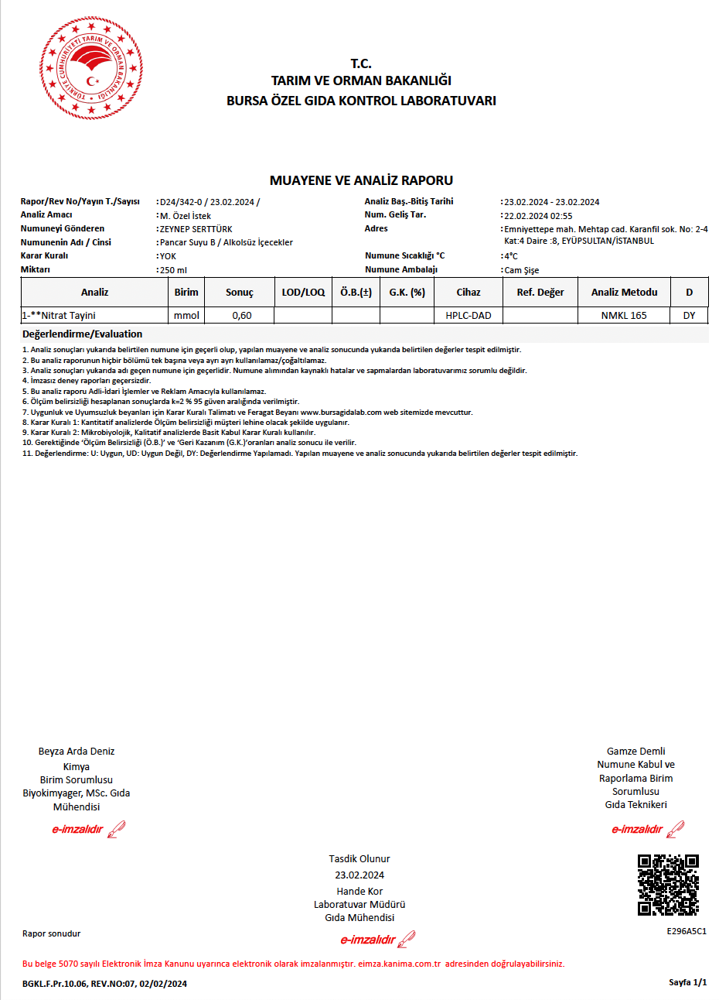 TÜRKİYE CUMHURİYETİ TARIM VE ORMAN BAKANLIĞI
T.C.
TARIM VE ORMAN BAKANLIĞI
BURSA ÖZEL GIDA KONTROL LABORATUVARI
MUAYENE VE ANALİZ RAPORU
Rapor/Rev No/Yayın T./Sayısı : D24/342-0 / 23.02.2024 / Analiz Baş.-Bitiş Tarihi : 23.02.2024 - 23.02.2024
Analiz Amacı : M. Özel İstek Num. Geliş Tar. : 22.02.2024 02:55
Numuneyi Gönderen : ZEYNEP SERTTÜRK Adres : Emniyettepe mah. Mehtap cad. Karanfil sok. No: 2-4
Numunenin Adı / Cinsi : Pancar Suyu B / Alkolsüz İçecekler Kat:4 Daire :8, EYÜPSULTAN/İSTANBUL
Karar Kuralı : YOK Numune Sıcaklığı °C : 4°C
Miktarı : 250 ml Numune Ambalajı : Cam Şişe
Analiz Birim Sonuç LOD/LOQ Ö.B.(±) G.K. (%) Cihaz Ref. Değer Analiz Metodu D
1-**Nitrat Tayini mmol 0,60 HPLC-DAD NMKL 165 DY
Değerlendirme/Evaluation
1. Analiz sonuçları yukarıda belirtilen numune için geçerli olup, yapılan muayene ve analiz sonucunda yukarıda belirtilen değerler tespit edilmiştir.
2. Bu analiz raporunun hiçbir bölümü tek başına veya ayrı ayrı kullanılamaz/çoğaltılamaz.
3. Analiz sonuçları yukarıda adı geçen numune için geçerlidir. Numune alımından kaynaklı hatalar ve sapmalardan laboratuvarımız sorumlu değildir.
4. İmzasız deney raporları geçersizdir.
5. Bu analiz raporu Adli-İdari İşlemler ve Reklam Amacıyla kullanılamaz.
6. Ölçüm belirsizliği hesaplanan sonuçlarda k=2 % 95 güven aralığında verilmiştir.
7. Uygunluk ve Uyumsuzluk beyanları için Karar Kuralı Talimatı ve Feragat Beyanı www.bursagidalab.com web sitemizde mevcuttur.
8. Karar Kuralı 1: Kantitatif analizlerde Ölçüm belirsizliği müşteri lehine olacak şekilde uygulanır.
9. Karar Kuralı 2: Mikrobiyolojik, Kalitatif analizlerde Basit Kabul Karar Kuralı kullanılır.
10. Gerektiğinde ‘Ölçüm Belirsizliği (Ö.B.)’ ve ‘Geri Kazanım (G.K.)’oranları analiz sonucu ile verilir.
11. Değerlendirme: U: Uygun, UD: Uygun Değil, DY: Değerlendirme Yapılamadı. Yapılan muayene ve analiz sonucunda yukarıda belirtilen değerler tespit edilmiştir.
Beyza Arda Deniz
Kimya
Birim Sorumlusu
Biyokimyager, MSc. Gıda
Mühendisi
e-imzalıdır
Gamze Demli
Numune Kabul ve
Raporlama Birim
Sorumlusu
Gıda Teknikeri
e-imzalıdır
Tasdik Olunur
23.02.2024
Hande Kor
Laboratuvar Müdürü
Gıda Mühendisi
e-imzalıdır
E296A5C1
Rapor sonudur
Bu belge 5070 sayılı Elektronik İmza Kanunu uyarınca elektronik olarak imzalanmıştır. eimza.kanima.com.tr adresinden doğrulayabilirsiniz.
BGKL.F.Pr.10.06, REV.NO:07, 02/02/2024 Sayfa 1/1